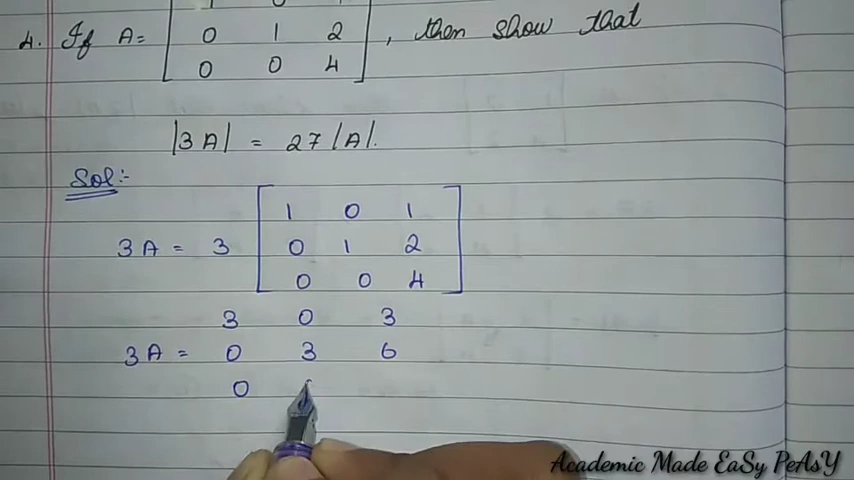 4. If A = 0 1 2 , then show that
0 0 4
|3A| = 27|A|.
Sol:-
1 0 1
3A = 3 0 1 2
0 0 4
3 0 3
3A = 0 3 6
0
Academic Made EaSy PeAsY